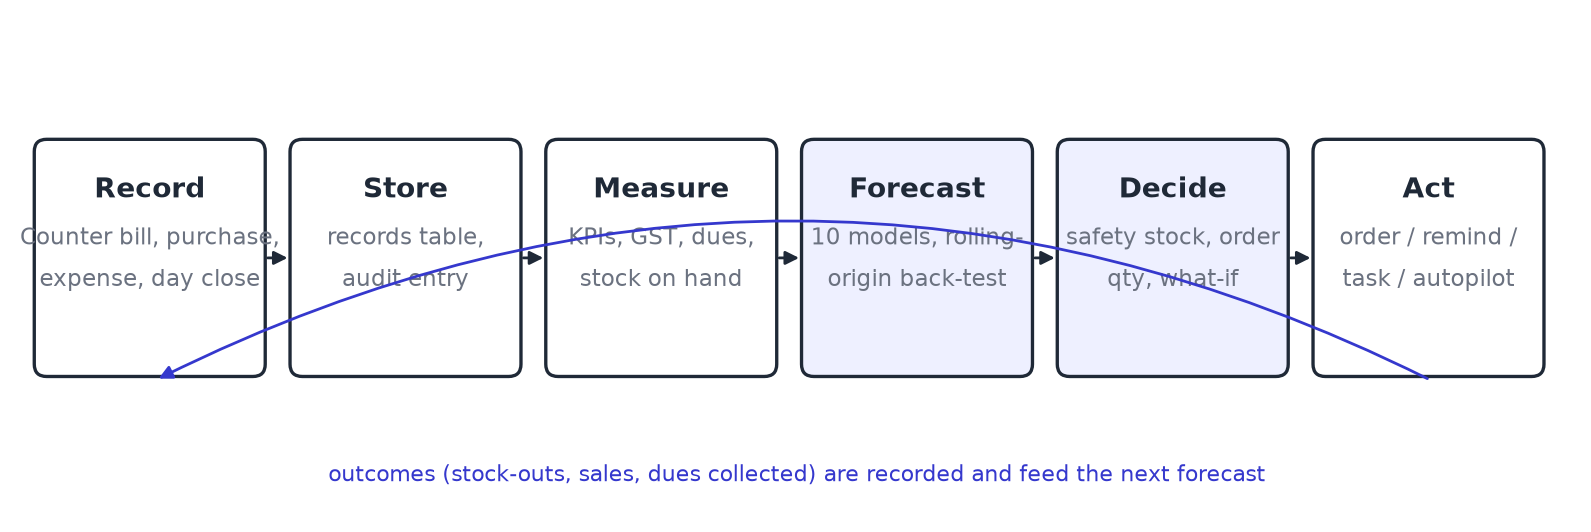 Record
Counter bill, purchase,
expense, day close
Store
records table,
audit entry
Measure
KPIs, GST, dues,
stock on hand
Forecast
10 models, rolling-
origin back-test
Decide
safety stock, order
qty, what-if
Act
order / remind /
task / autopilot
outcomes (stock-outs, sales, dues collected) are recorded and feed the next forecast